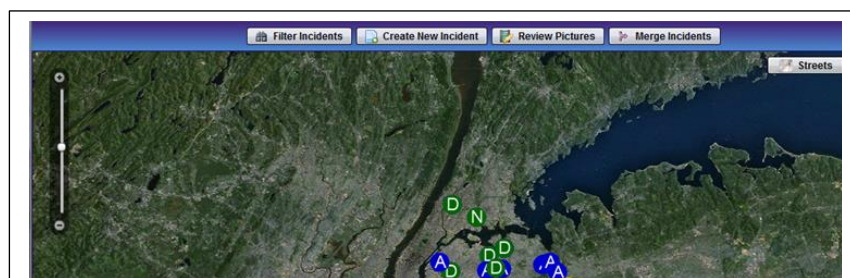 Filter Incidents Create New Incident Review Pictures Merge Incidents
Streets
D
N
D
D
A
D
D
A
A
A